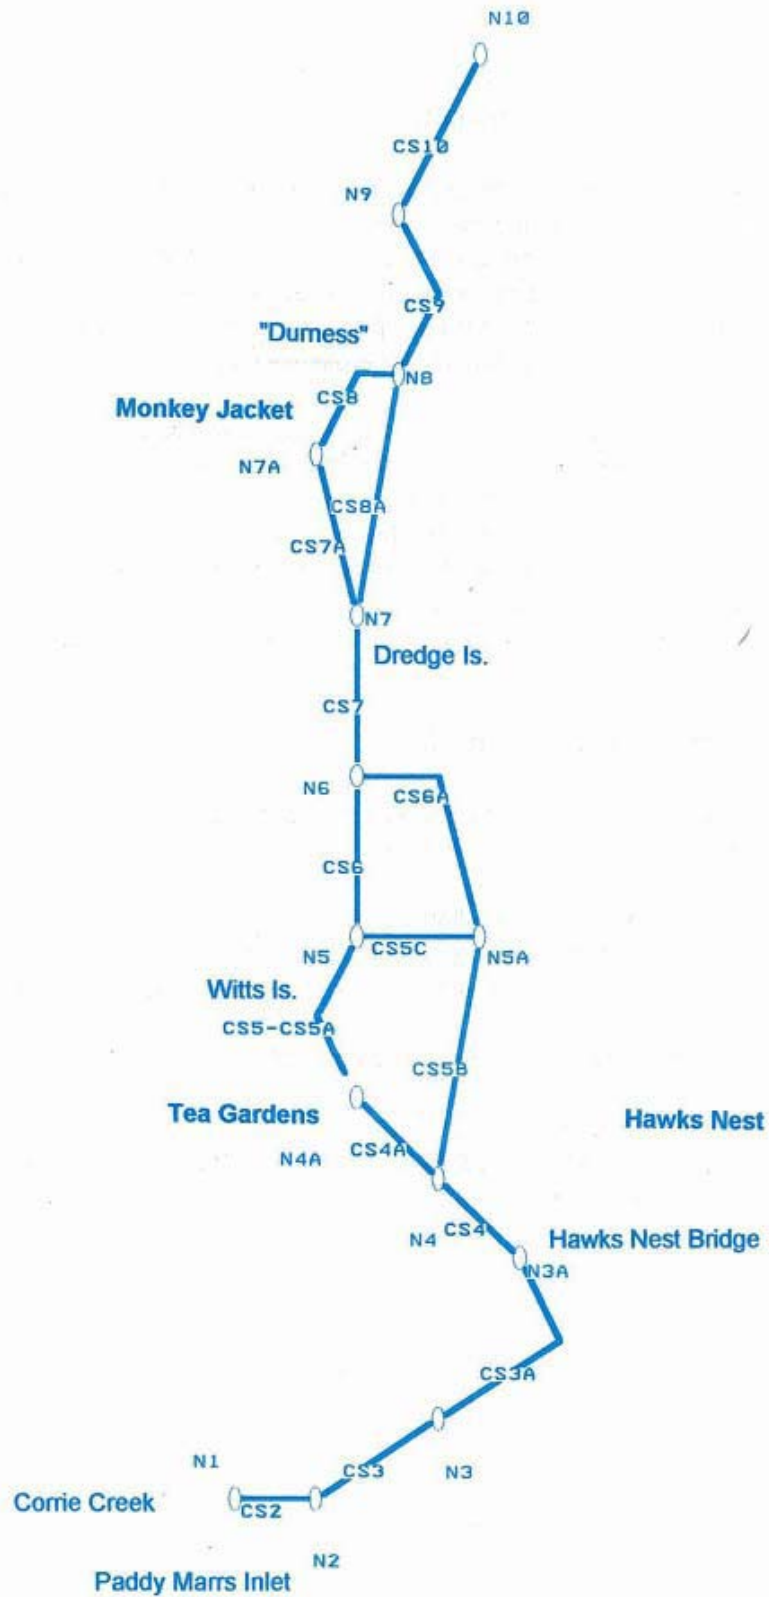 N10
CS10
N9
CS9
"Durness"
N8
CS8
Monkey Jacket
N7A
CS8A
CS7A
N7
Dredge Is.
CS7
N6
CS6A
CS6
CS5C
N5
N5A
Witts Is.
CS5-CS5A
CS5B
Tea Gardens
Hawks Nest
CS4A
N4A
CS4
N4
Hawks Nest Bridge
N3A
CS3A
N1
CS3
N3
Corrie Creek
CS2
N2
Paddy Marrs Inlet